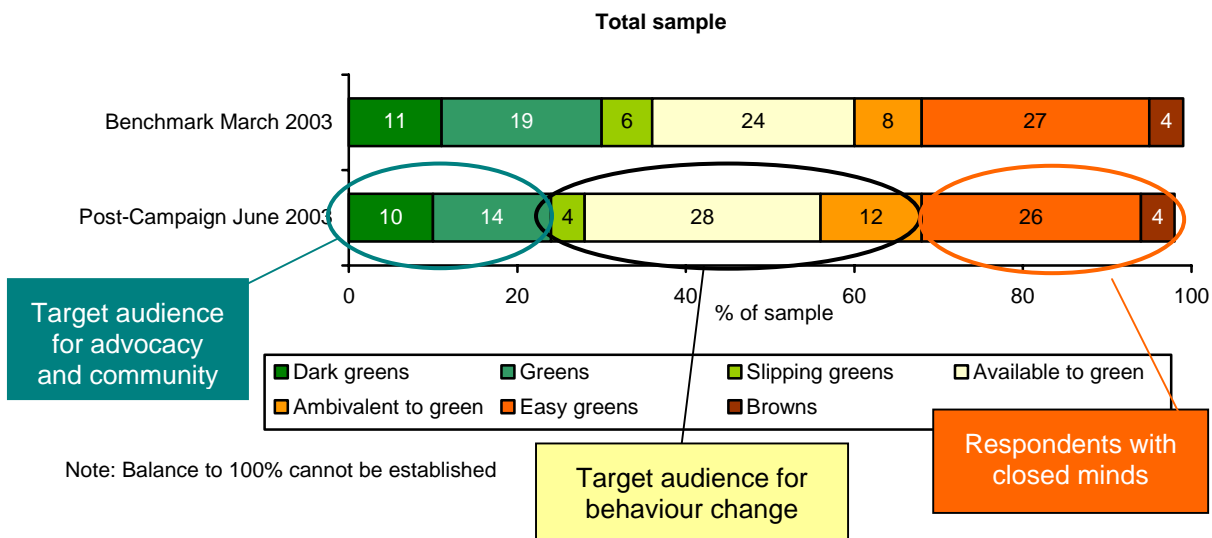 Total sample
Benchmark March 2003
11 19 6 24 8 27 4
Post-Campaign June 2003
10 14 4 28 12 26 4
0 20 40 60 80 100
% of sample
Target audience
for advocacy
and community
Dark greens Greens Slipping greens Available to green
Ambivalent to green Easy greens Browns
Note: Balance to 100% cannot be established
Target audience for
behaviour change
Respondents with
closed minds